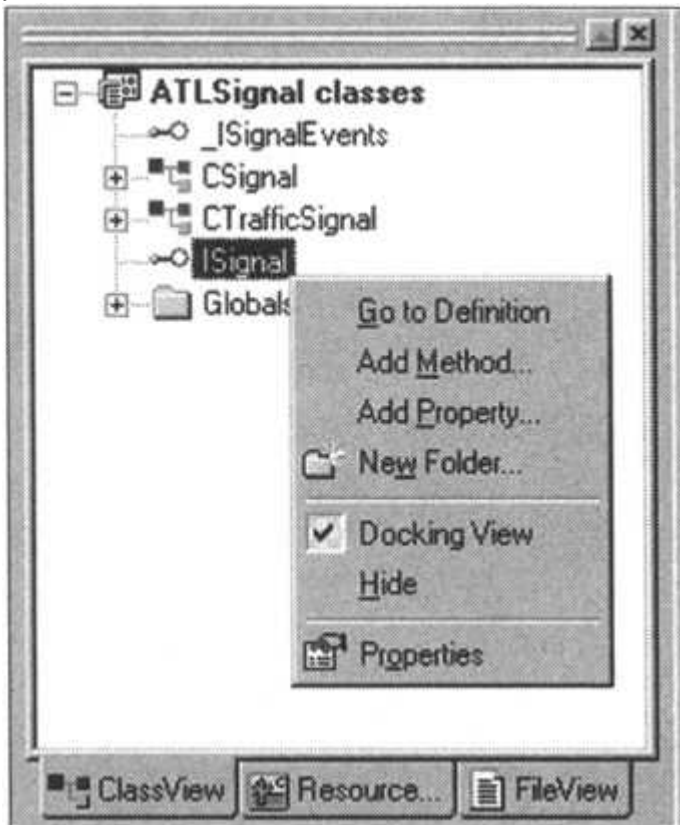 ATLSignal classes
_ISignalEvents
CSignal
CTrafficSignal
ISignal
Globals
Go to Definition
Add Method...
Add Property...
New Folder...
Docking View
Hide
Properties
ClassView Resource... FileView